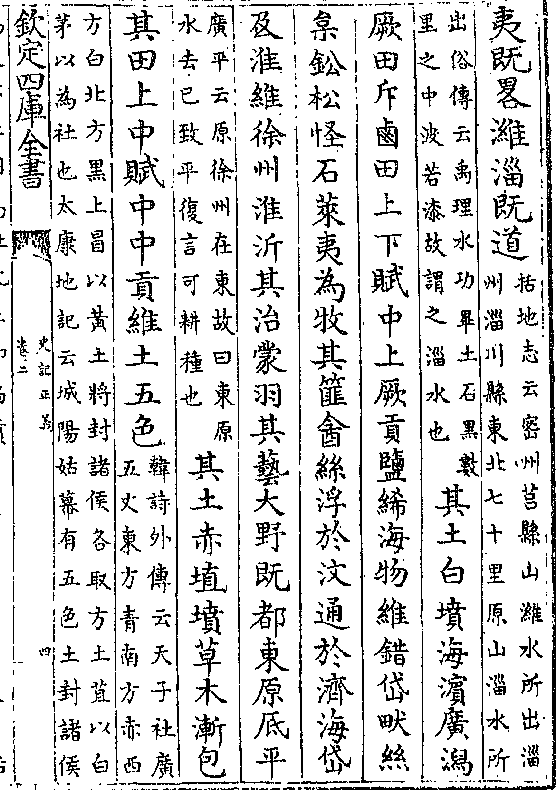 夷既畧濰淄既道括地志云密州莒縣山濰水所出淄州淄川縣東北七十里原山淄水所
出俗傳云禹理水功畢土石黑數里之中波若漆故謂之淄水也其土白墳海濱廣潟
厥田斥鹵田上下賦中上厥貢鹽絺海物維錯岱畎絲
枲鈆松怪石萊夷為牧其篚酓絲浮於汶通於濟海岱
及淮維徐州淮沂其治蒙羽其藝大野既都東原厎平
廣平云原徐州在東故曰東原水去已致平復言可耕種也其土赤埴墳草木漸包
其田上中賦中中貢維土五色韓詩外傳云天子社廣五丈東方青南方赤西
方白北方黑上冒以黃土將封諸侯各取方土苴以白茅以為社也太康地記云城陽姑幕有五色土封諸侯
欽定四庫全書
史記正義
卷二
四